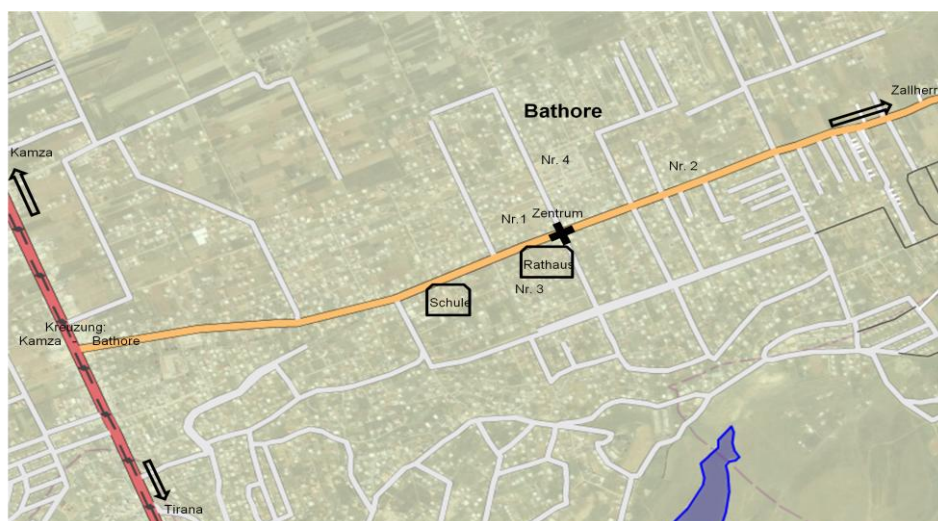 Zallherr
Bathore
Kamza
Nr. 4
Nr. 2
Nr.1
Zentrum
Rathaus
Nr. 3
Schule
Kreuzung:
Kamza - Bathore
Tirana